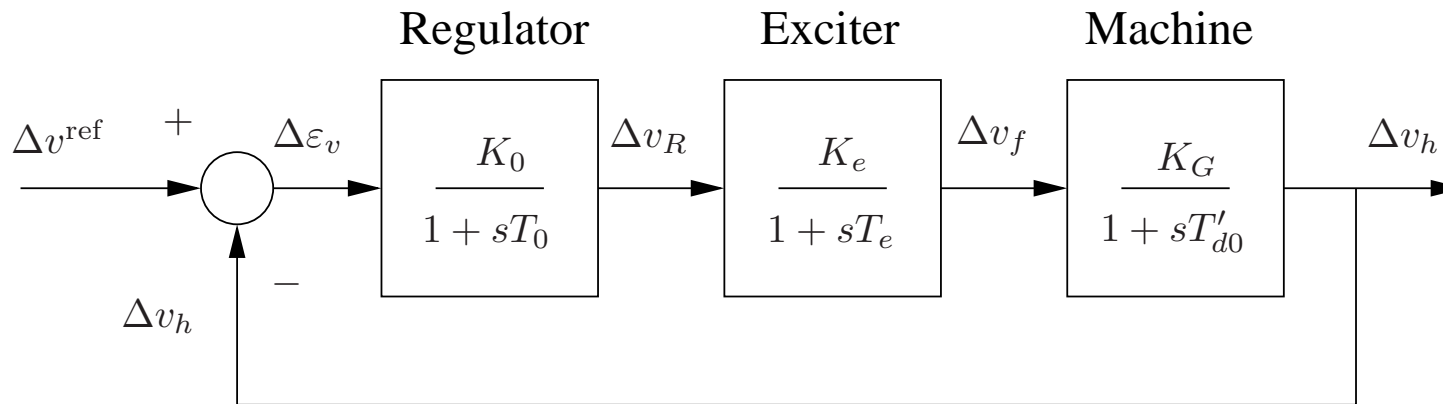 Regulator Exciter Machine
Δv^ref + Δε_v Δv_R Δv_f Δv_h
K_0 K_e K_G
1 + sT_0 1 + sT_e 1 + sT'_d0
−
Δv_h